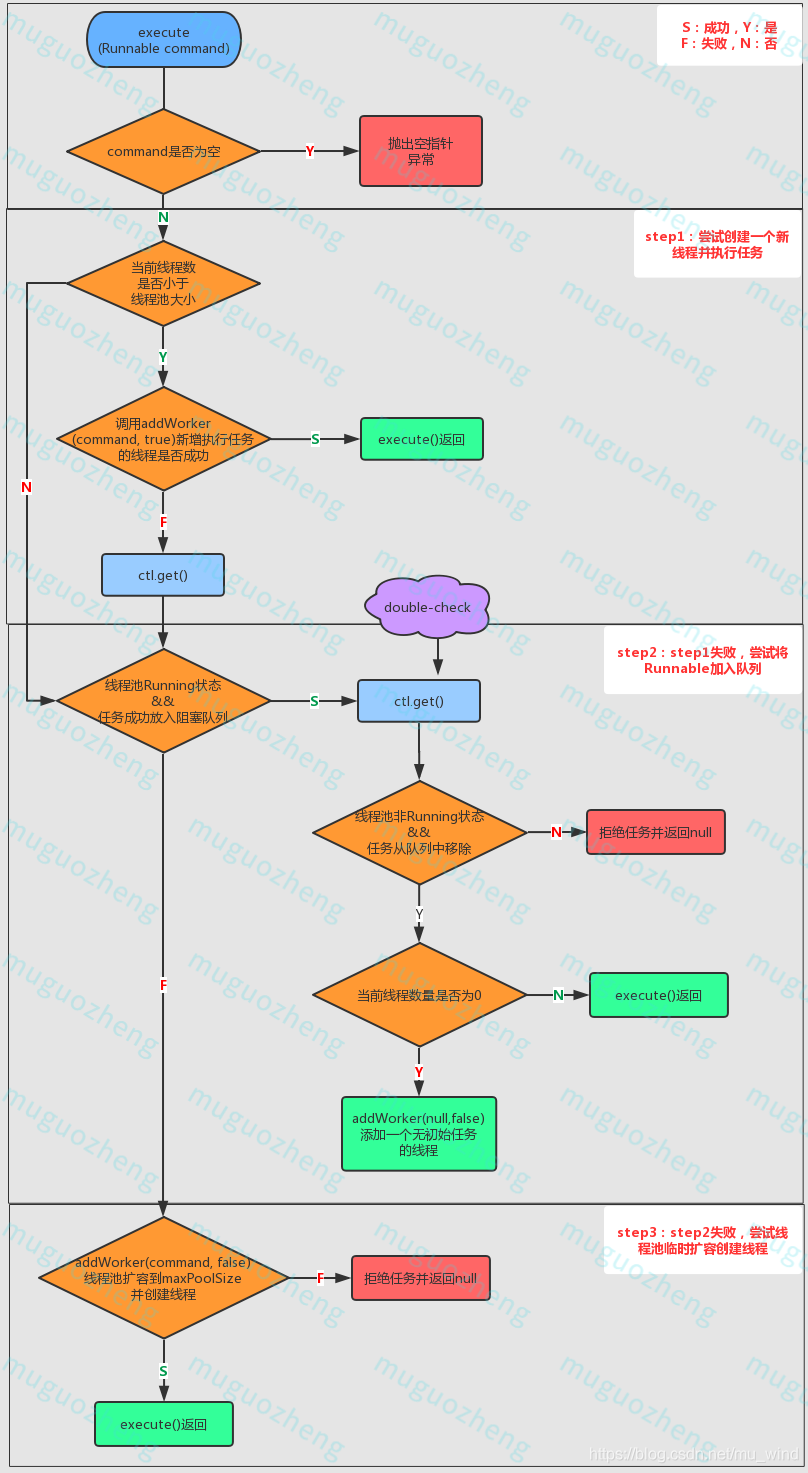 execute
(Runnable command)
S：成功，Y：是
F：失败，N：否
command是否为空
Y
抛出空指针
异常
N
step1：尝试创建一个新
线程并执行任务
当前线程数
是否小于
线程池大小
Y
调用addWorker
(command, true)新增执行任务
的线程是否成功
S
execute()返回
N
F
ctl.get()
double-check
step2：step1失败，尝试将
Runnable加入队列
线程池Running状态
&&
任务成功放入阻塞队列
S
ctl.get()
线程池非Running状态
&&
任务从队列中移除
N
拒绝任务并返回null
Y
F
当前线程数量是否为0
N
execute()返回
Y
addWorker(null,false)
添加一个无初始任务
的线程
step3：step2失败，尝试线
程池临时扩容创建线程
addWorker(command, false)
线程池扩容到maxPoolSize
并创建线程
F
拒绝任务并返回null
S
execute()返回
muguozheng
https://blog.csdn.net/mu_wind